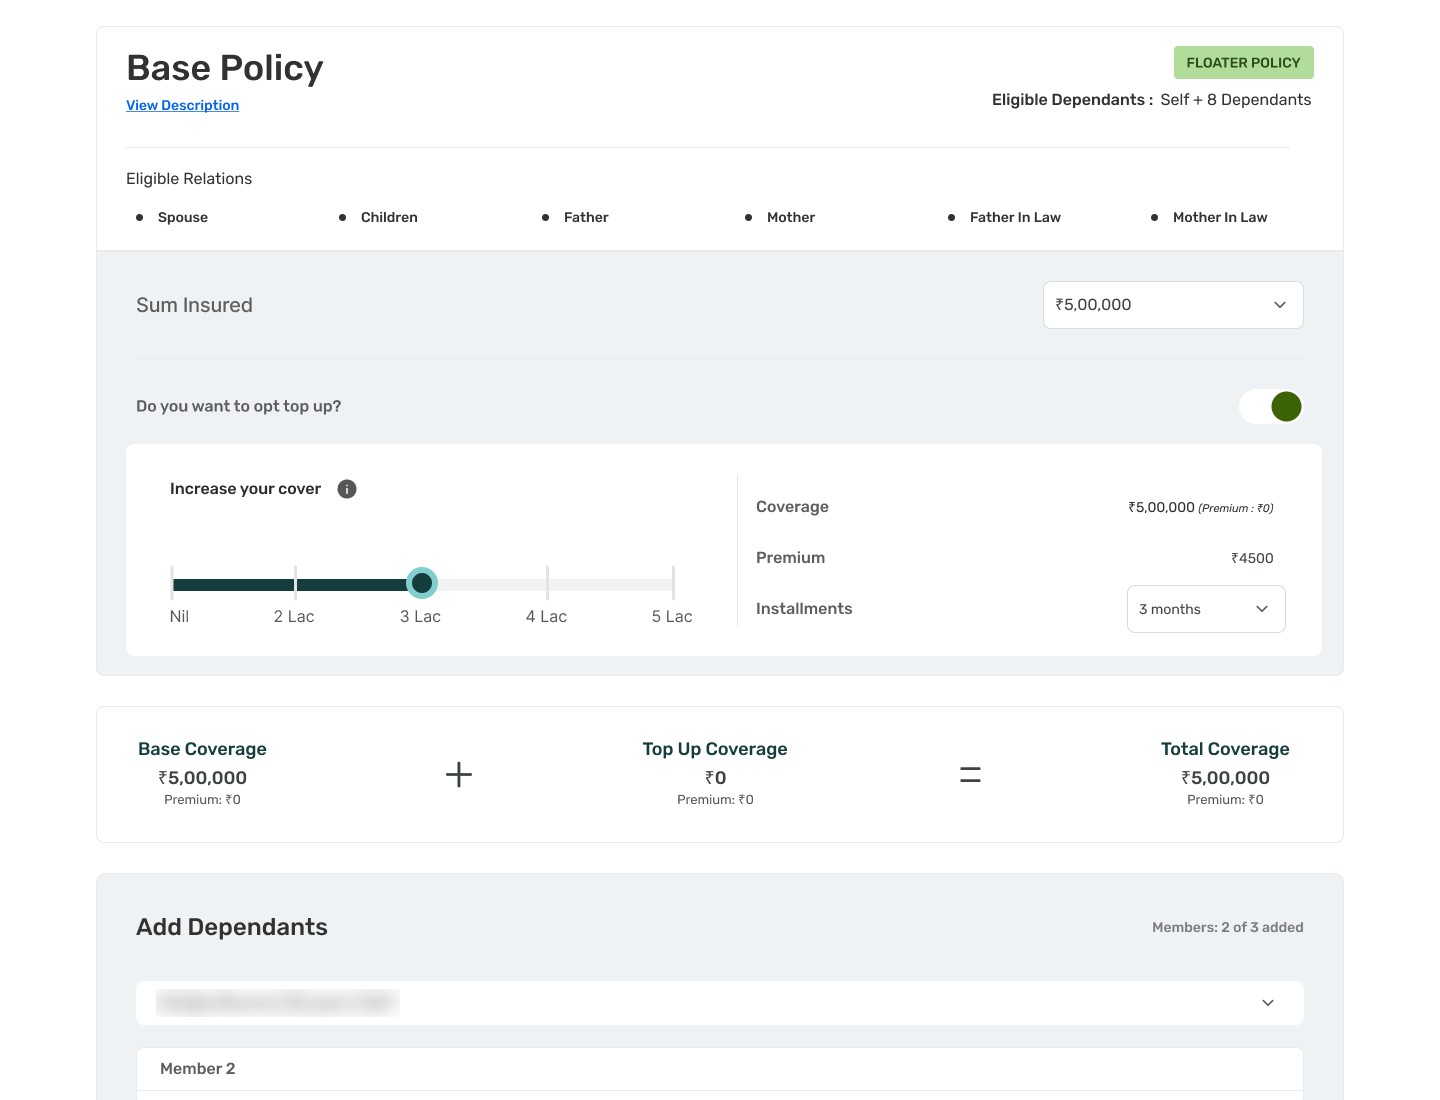 Base Policy
FLOATER POLICY
View Description
Eligible Dependants : Self + 8 Dependants
Eligible Relations
Spouse
Children
Father
Mother
Father In Law
Mother In Law
Sum Insured
₹5,00,000
Do you want to opt top up?
Increase your cover
Nil
2 Lac
3 Lac
4 Lac
5 Lac
Coverage
₹5,00,000 (Premium : ₹0)
Premium
₹4500
Installments
3 months
Base Coverage
₹5,00,000
Premium: ₹0
+
Top Up Coverage
₹0
Premium: ₹0
=
Total Coverage
₹5,00,000
Premium: ₹0
Add Dependants
Members: 2 of 3 added
Member 2